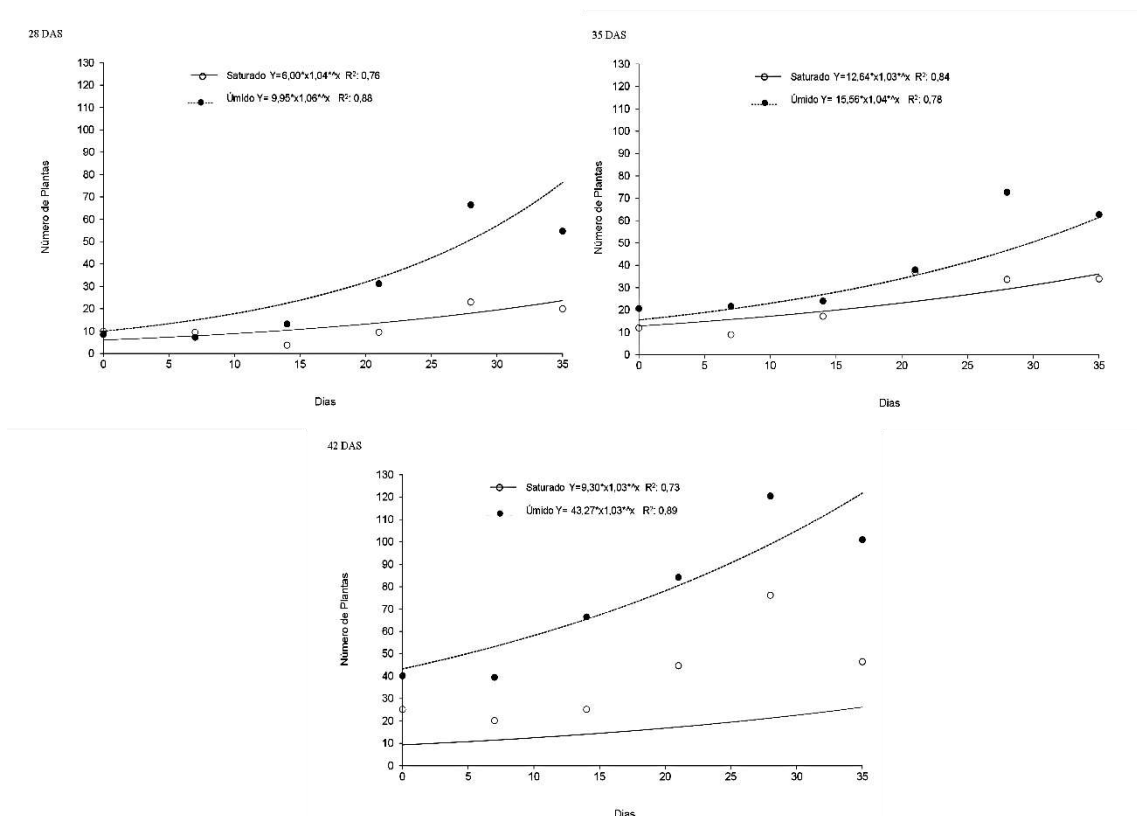 28 DAS
Saturado Y=6,00*x1,04*^x R²: 0,76
Úmido Y= 9,95*x1,06*^x R²: 0,88
130
120
110
100
90
80
70
60
50
40
30
20
10
0
Número de Plantas
0 5 10 15 20 25 30 35
Dias
35 DAS
Saturado Y=12,64*x1,03*^x R²: 0,84
Úmido Y= 15,56*x1,04*^x R²: 0,78
130
120
110
100
90
80
70
60
50
40
30
20
10
0
Número de Plantas
0 5 10 15 20 25 30 35
Dias
42 DAS
Saturado Y=9,30*x1,03*^x R²: 0,73
Úmido Y= 43,27*x1,03*^x R²: 0,89
130
120
110
100
90
80
70
60
50
40
30
20
10
0
Número de Plantas
0 5 10 15 20 25 30 35
Dias